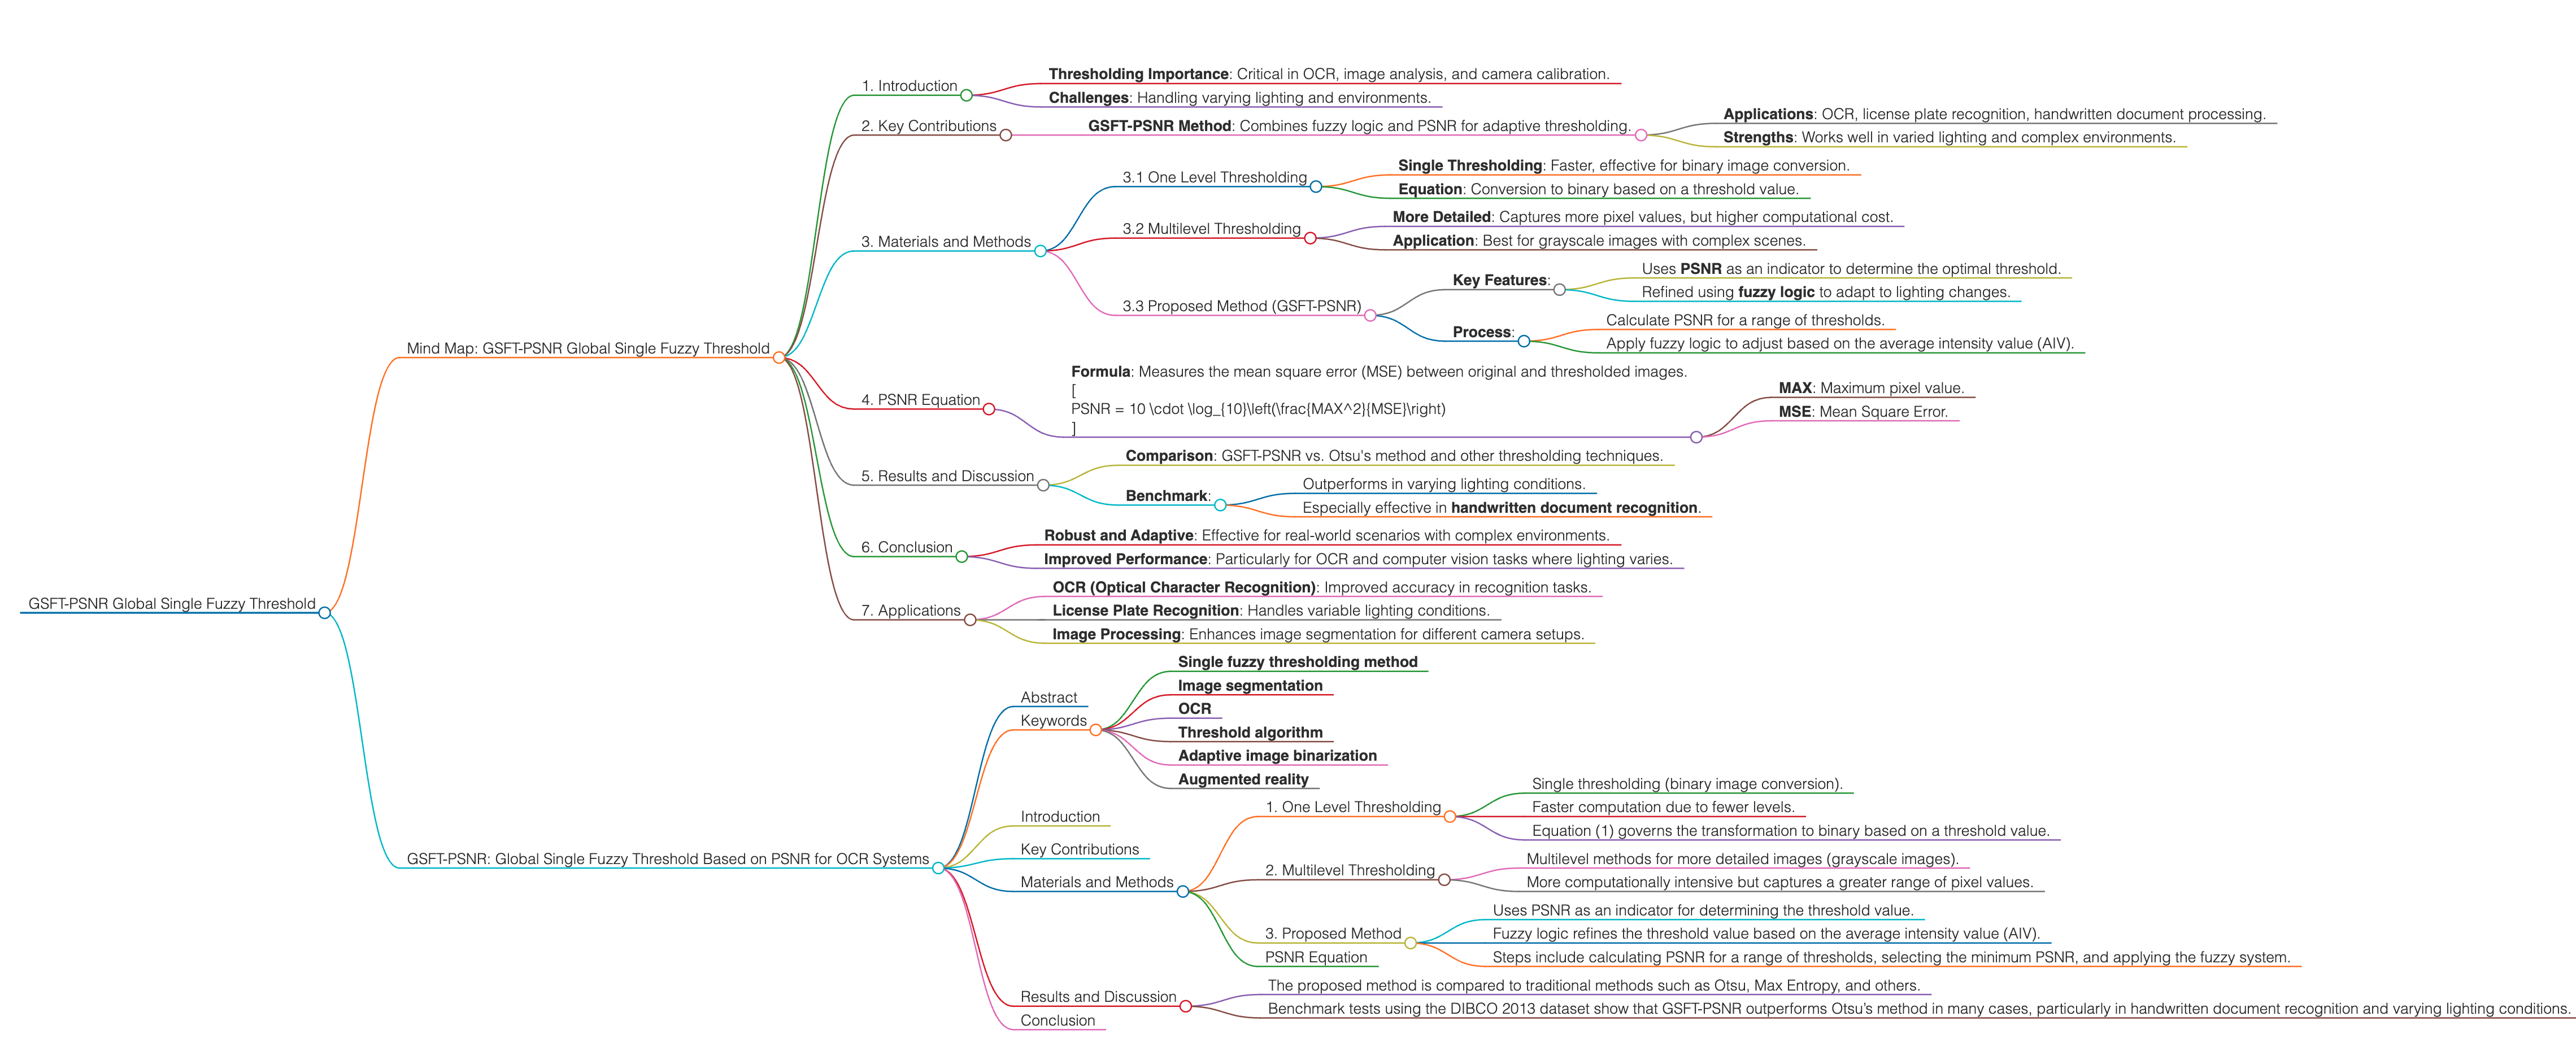 GSFT-PSNR Global Single Fuzzy Threshold
Mind Map: GSFT-PSNR Global Single Fuzzy Threshold
1. Introduction
Thresholding Importance: Critical in OCR, image analysis, and camera calibration.
Challenges: Handling varying lighting and environments.
2. Key Contributions
GSFT-PSNR Method: Combines fuzzy logic and PSNR for adaptive thresholding.
Applications: OCR, license plate recognition, handwritten document processing.
Strengths: Works well in varied lighting and complex environments.
3. Materials and Methods
3.1 One Level Thresholding
Single Thresholding: Faster, effective for binary image conversion.
Equation: Conversion to binary based on a threshold value.
3.2 Multilevel Thresholding
More Detailed: Captures more pixel values, but higher computational cost.
Application: Best for grayscale images with complex scenes.
3.3 Proposed Method (GSFT-PSNR)
Key Features:
Uses PSNR as an indicator to determine the optimal threshold.
Refined using fuzzy logic to adapt to lighting changes.
Process:
Calculate PSNR for a range of thresholds.
Apply fuzzy logic to adjust based on the average intensity value (AIV).
4. PSNR Equation
Formula: Measures the mean square error (MSE) between original and thresholded images.
[
PSNR = 10 \cdot \log_{10}\left(\frac{MAX^2}{MSE}\right)
]
MAX: Maximum pixel value.
MSE: Mean Square Error.
5. Results and Discussion
Comparison: GSFT-PSNR vs. Otsu's method and other thresholding techniques.
Benchmark:
Outperforms in varying lighting conditions.
Especially effective in handwritten document recognition.
6. Conclusion
Robust and Adaptive: Effective for real-world scenarios with complex environments.
Improved Performance: Particularly for OCR and computer vision tasks where lighting varies.
7. Applications
OCR (Optical Character Recognition): Improved accuracy in recognition tasks.
License Plate Recognition: Handles variable lighting conditions.
Image Processing: Enhances image segmentation for different camera setups.
GSFT-PSNR: Global Single Fuzzy Threshold Based on PSNR for OCR Systems
Abstract
Keywords
Single fuzzy thresholding method
Image segmentation
OCR
Threshold algorithm
Adaptive image binarization
Augmented reality
Introduction
Key Contributions
Materials and Methods
1. One Level Thresholding
Single thresholding (binary image conversion).
Faster computation due to fewer levels.
Equation (1) governs the transformation to binary based on a threshold value.
2. Multilevel Thresholding
Multilevel methods for more detailed images (grayscale images).
More computationally intensive but captures a greater range of pixel values.
3. Proposed Method
Uses PSNR as an indicator for determining the threshold value.
Fuzzy logic refines the threshold value based on the average intensity value (AIV).
Steps include calculating PSNR for a range of thresholds, selecting the minimum PSNR, and applying the fuzzy system.
PSNR Equation
Results and Discussion
The proposed method is compared to traditional methods such as Otsu, Max Entropy, and others.
Benchmark tests using the DIBCO 2013 dataset show that GSFT-PSNR outperforms Otsu's method in many cases, particularly in handwritten document recognition and varying lighting conditions.
Conclusion